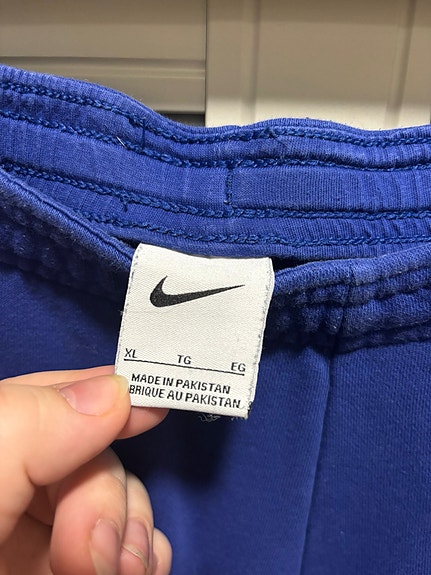 XL TG EG
MADE IN PAKISTAN
BRIQUE AU PAKISTAN